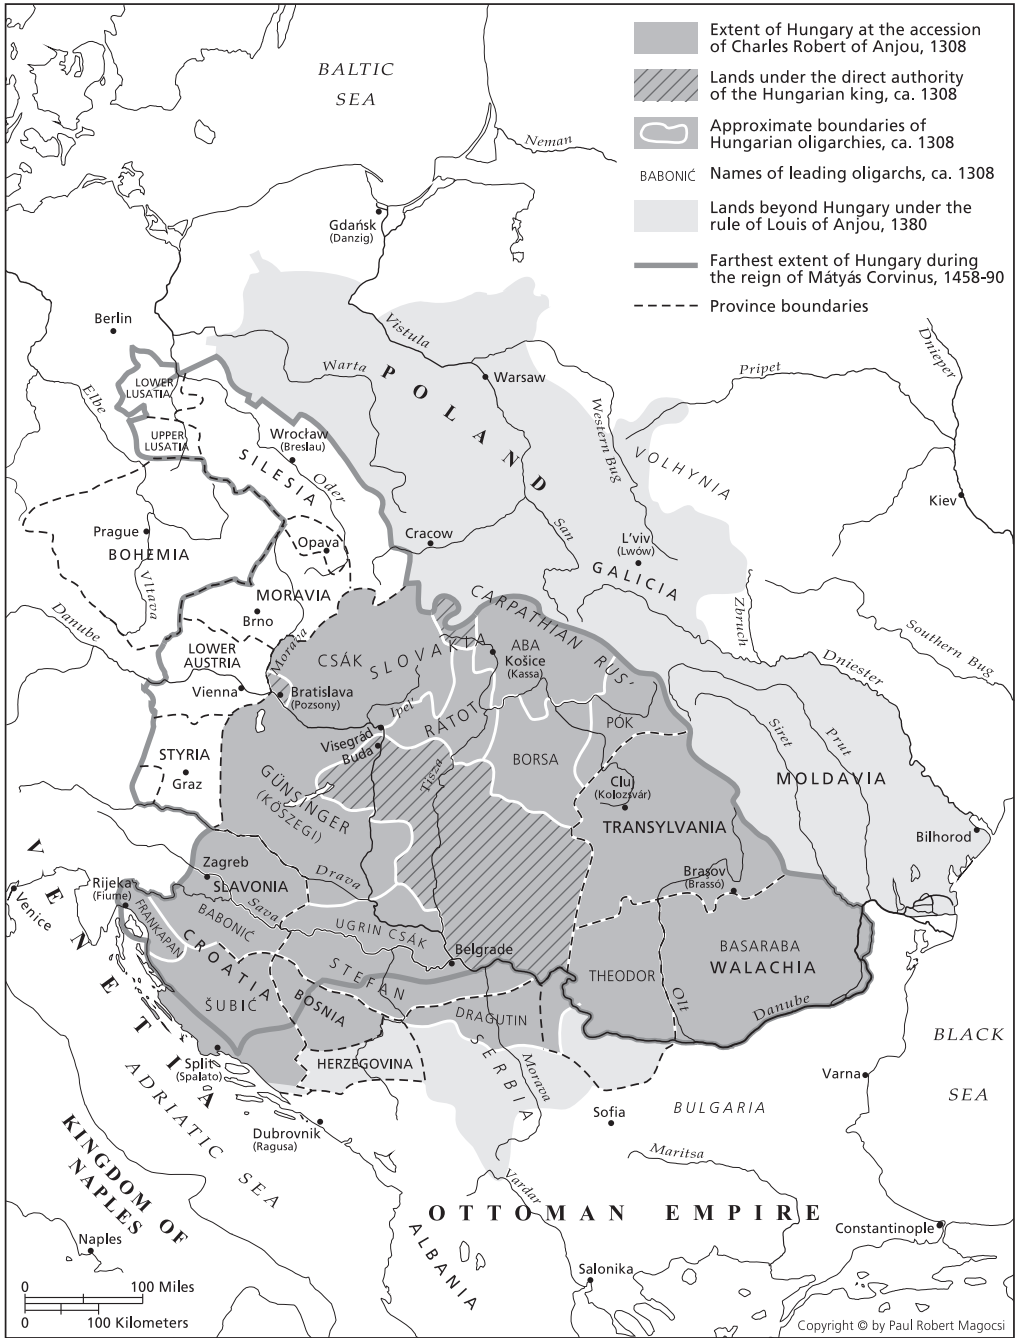 Extent of Hungary at the accession
of Charles Robert of Anjou, 1308
Lands under the direct authority
of the Hungarian king, ca. 1308
Approximate boundaries of
Hungarian oligarchies, ca. 1308
BABONIĆ Names of leading oligarchs, ca. 1308
Lands beyond Hungary under the
rule of Louis of Anjou, 1380
Farthest extent of Hungary during
the reign of Mátyás Corvinus, 1458-90
Province boundaries
BALTIC
SEA
Neman
Gdańsk
(Danzig)
Berlin
Vistula
Warta
POLAND
Warsaw
Pripet
Dnieper
Elbe
LOWER
LUSATIA
UPPER
LUSATIA
Wrocław
(Breslau)
SILESIA
Oder
Western Bug
VOLHYNIA
Kiev
Prague
BOHEMIA
Vltava
Opava
Cracow
San
L'viv
(Lwów)
GALICIA
MORAVIA
Brno
Danube
Morava
LOWER
AUSTRIA
Vienna
CSÁK
SLOVAKIA
ABA
Košice
(Kassa)
CARPATHIAN RUS'
Zbruch
Dniester
Southern Bug
Bratislava
(Pozsony)
Ipel'
RÁTÓT
PÓK
Siret
Prut
Visegrád
Buda
STYRIA
Graz
GÜNSINGER
(KŐSZEGI)
Tisza
BORSA
Cluj
(Kolozsvár)
TRANSYLVANIA
MOLDAVIA
Bilhorod
VENETIA
Venice
Rijeka
(Fiume)
Zagreb
SLAVONIA
Drava
Sava
BABONIĆ
UGRIN CSÁK
Braşov
(Brassó)
FRANKAPAN
CROATIA
ŠUBIĆ
STEFAN
BOSNIA
Belgrade
THEODOR
BASARABA
WALACHIA
Olt
Danube
DRAGUTIN
SERBIA
Morava
HERZEGOVINA
Split
(Spalato)
ADRIATIC SEA
Dubrovnik
(Ragusa)
Sofia
BULGARIA
Varna
BLACK
SEA
Maritsa
KINGDOM OF
NAPLES
Naples
Vardar
OTTOMAN EMPIRE
ALBANIA
Salonika
Constantinople
0 100 Miles
0 100 Kilometers
Copyright © by Paul Robert Magocsi